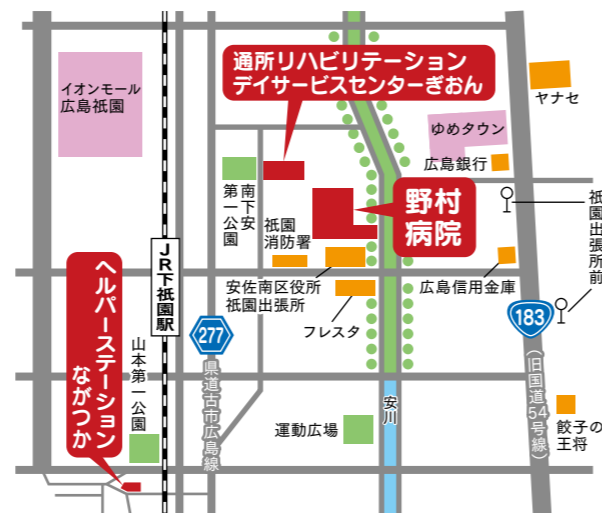 イオンモール
広島祇園
通所リハビリテーション
デイサービスセンターぎおん
ヤナセ
ゆめタウン
広島銀行
南下安
第一公園
野村
病院
祇園
消防署
祇園出張所前
安佐南区役所
祇園出張所
広島信用金庫
フレスタ
JR下祇園駅
277
183
ヘルパーステーション
ながつか
山本第一公園
県道古市広島線
(旧国道54号線)
安川
運動広場
餃子の
王将